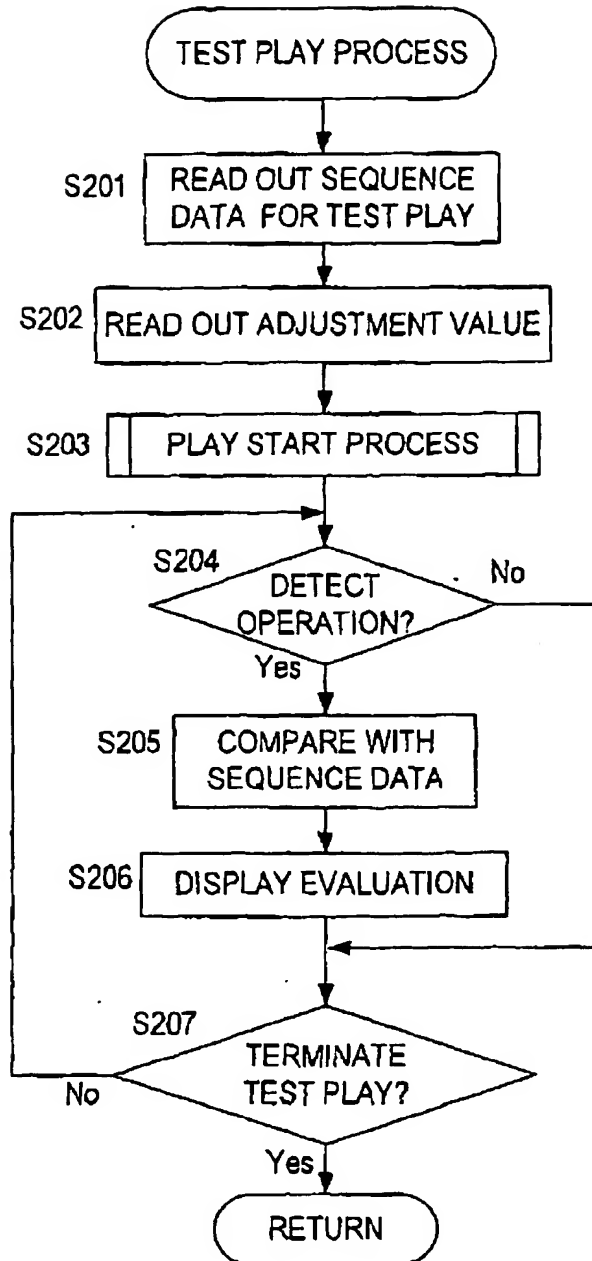 TEST PLAY PROCESS
S201
READ OUT SEQUENCE
DATA FOR TEST PLAY
S202
READ OUT ADJUSTMENT VALUE
S203
PLAY START PROCESS
S204
DETECT
OPERATION?
No
Yes
S205
COMPARE WITH
SEQUENCE DATA
S206
DISPLAY EVALUATION
S207
TERMINATE
TEST PLAY?
No
Yes
RETURN